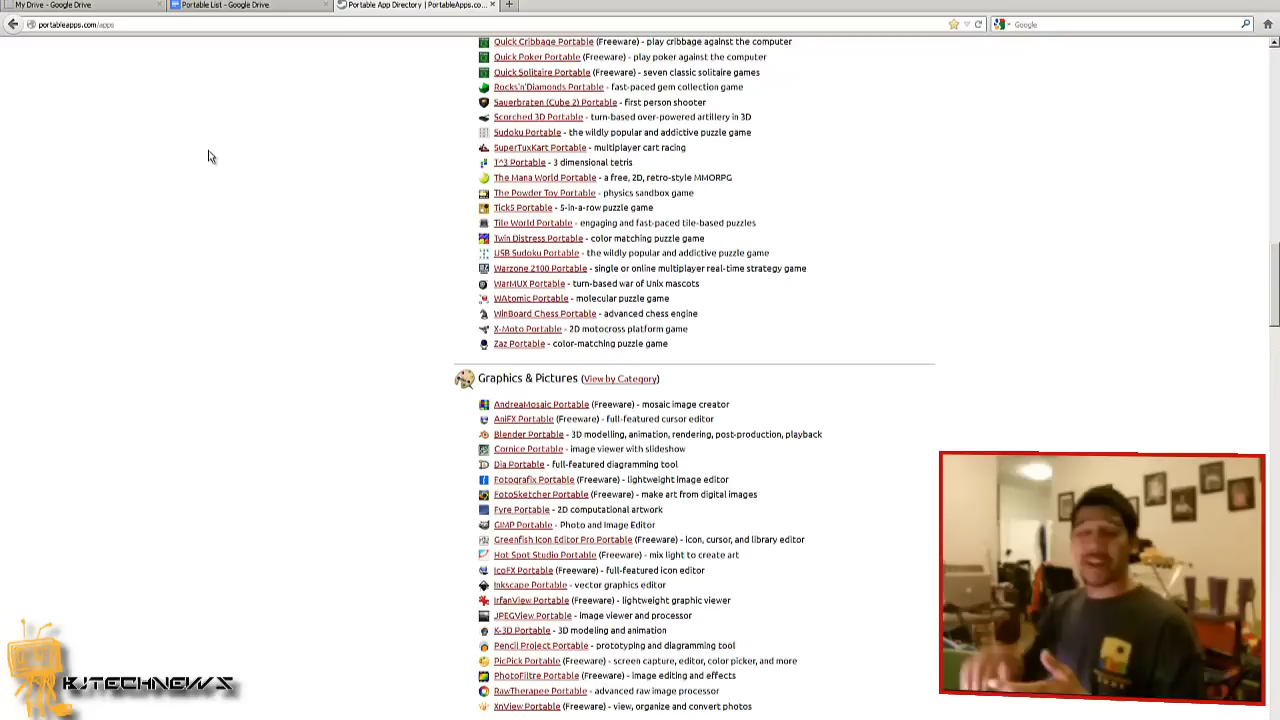 My Drive - Google Drive
Portable List - Google Drive
Portable App Directory | PortableApps.co...
portableapps.com/apps
Google
Quick Cribbage Portable (Freeware) - play cribbage against the computer
Quick Poker Portable (Freeware) - play poker against the computer
Quick Solitaire Portable (Freeware) - seven classic solitaire games
Rocks'n'Diamonds Portable - fast-paced gem collection game
Sauerbraten (Cube 2) Portable - first person shooter
Scorched 3D Portable - turn-based over-powered artillery in 3D
Sudoku Portable - the wildly popular and addictive puzzle game
SuperTuxKart Portable - multiplayer cart racing
T^3 Portable - 3 dimensional tetris
The Mana World Portable - a free, 2D, retro-style MMORPG
The Powder Toy Portable - physics sandbox game
Tick5 Portable - 5-in-a-row puzzle game
Tile World Portable - engaging and fast-paced tile-based puzzles
Twin Distress Portable - color matching puzzle game
USB Sudoku Portable - the wildly popular and addictive puzzle game
Warzone 2100 Portable - single or online multiplayer real-time strategy game
WarMUX Portable - turn-based war of Unix mascots
WAtomic Portable - molecular puzzle game
WinBoard Chess Portable - advanced chess engine
X-Moto Portable - 2D motocross platform game
Zaz Portable - color-matching puzzle game
Graphics & Pictures (View by Category)
AndreaMosaic Portable (Freeware) - mosaic image creator
AniFX Portable (Freeware) - full-featured cursor editor
Blender Portable - 3D modelling, animation, rendering, post-production, playback
Cornice Portable - image viewer with slideshow
Dia Portable - full-featured diagramming tool
Fotografix Portable (Freeware) - lightweight image editor
FotoSketcher Portable (Freeware) - make art from digital images
Fyre Portable - 2D computational artwork
GIMP Portable - Photo and Image Editor
Greenfish Icon Editor Pro Portable (Freeware) - icon, cursor, and library editor
Hot Spot Studio Portable (Freeware) - mix light to create art
IcoFX Portable (Freeware) - full-featured icon editor
Inkscape Portable - vector graphics editor
IrfanView Portable (Freeware) - lightweight graphic viewer
JPEGView Portable - image viewer and processor
K-3D Portable - 3D modeling and animation
Pencil Project Portable - prototyping and diagramming tool
PicPick Portable (Freeware) - screen capture, editor, color picker, and more
PhotoFiltre Portable (Freeware) - image editing and effects
RawTherapee Portable - advanced raw image processor
XnView Portable (Freeware) - view, organize and convert photos
KJTECHNEWS